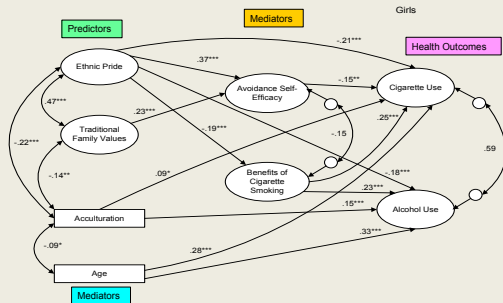 Girls
Predictors
Mediators
Health Outcomes
-.21***
Ethnic Pride
.37***
Avoidance Self-
Efficacy
-.15**
Cigarette Use
.47***
.23***
.25***
Traditional
Family Values
-.19***
-.15
-.22***
-.14**
.09*
Benefits of
Cigarette
Smoking
-.18***
.23***
.59
Acculturation
.15***
Alcohol Use
-.09*
.28***
.33***
Age
Mediators